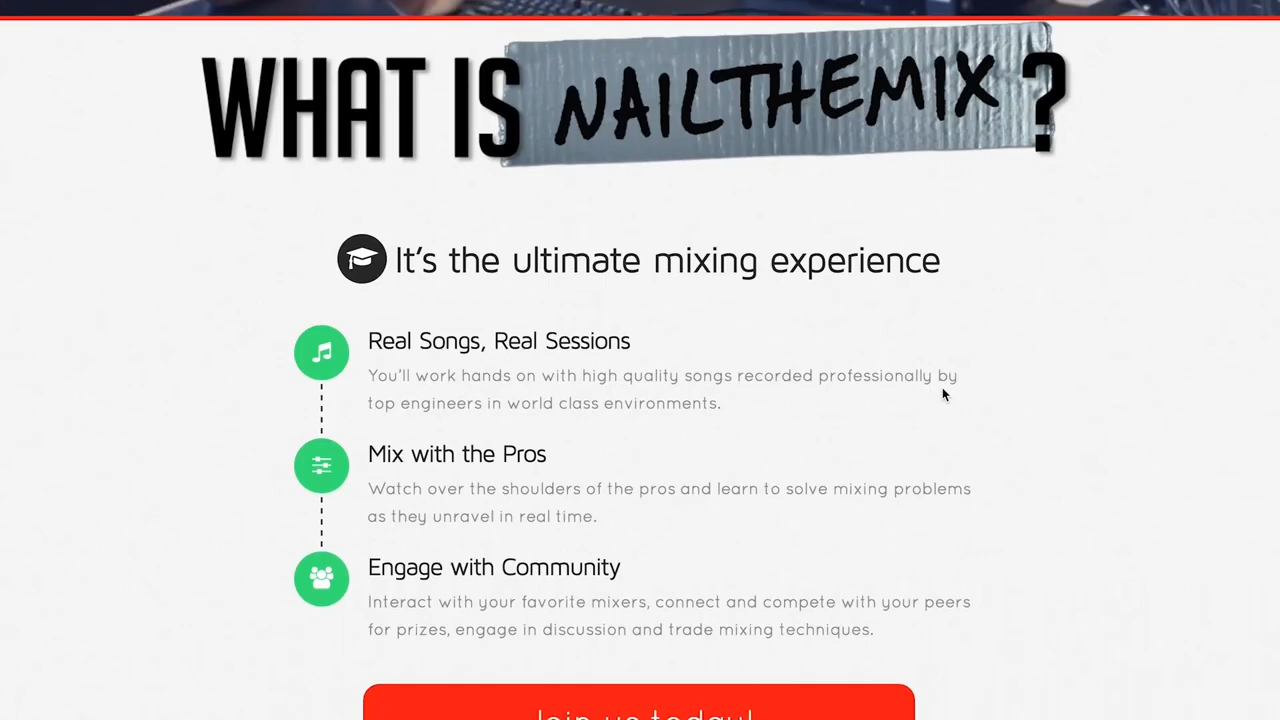 WHAT IS NAILTHEMIX ?
It's the ultimate mixing experience
Real Songs, Real Sessions
You'll work hands on with high quality songs recorded professionally by
top engineers in world class environments.
Mix with the Pros
Watch over the shoulders of the pros and learn to solve mixing problems
as they unravel in real time.
Engage with Community
Interact with your favorite mixers, connect and compete with your peers
for prizes, engage in discussion and trade mixing techniques.
Join us today!